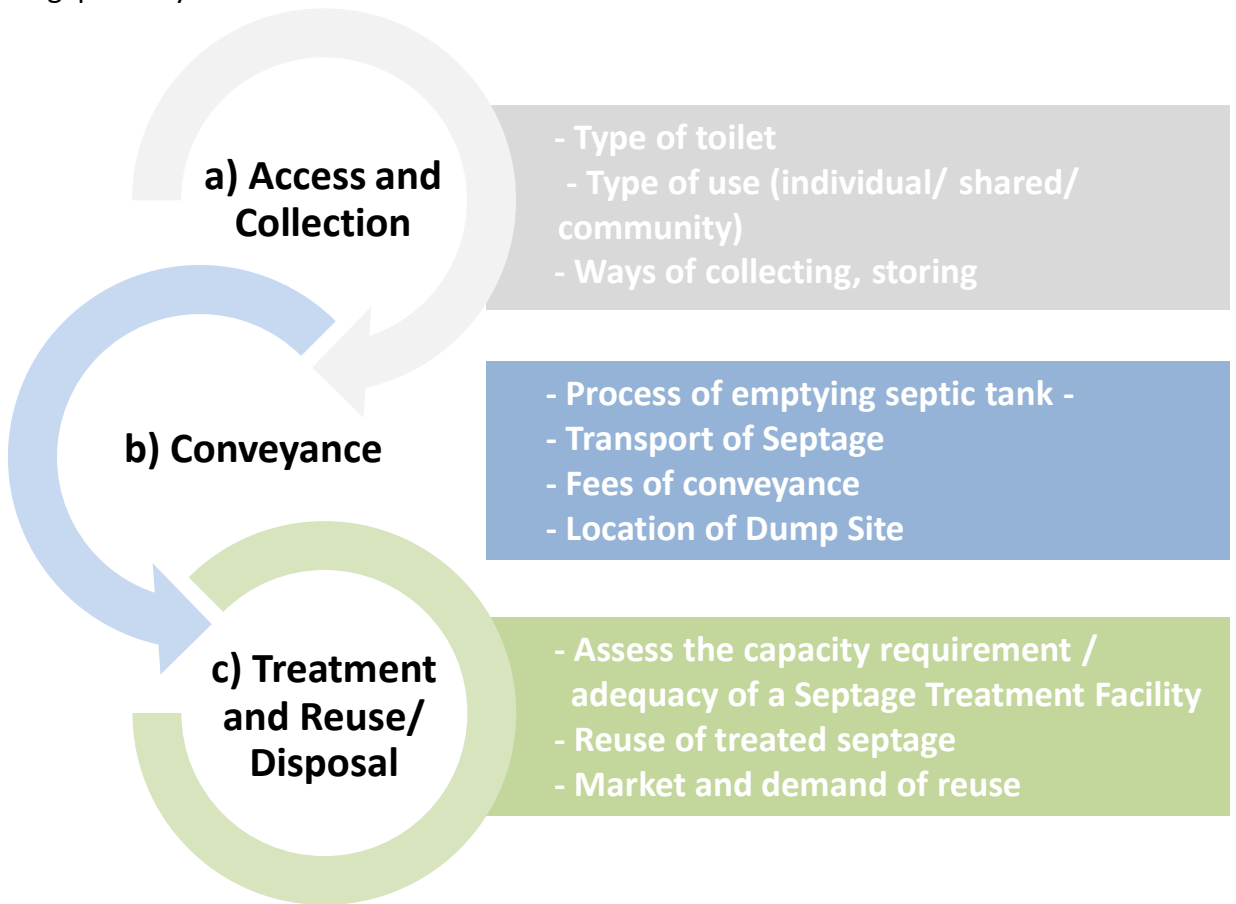 a) Access and
Collection
- Type of toilet
- Type of use (individual/ shared/
community)
- Ways of collecting, storing
b) Conveyance
- Process of emptying septic tank -
- Transport of Septage
- Fees of conveyance
- Location of Dump Site
c) Treatment
and Reuse/
Disposal
- Assess the capacity requirement /
adequacy of a Septage Treatment Facility
- Reuse of treated septage
- Market and demand of reuse